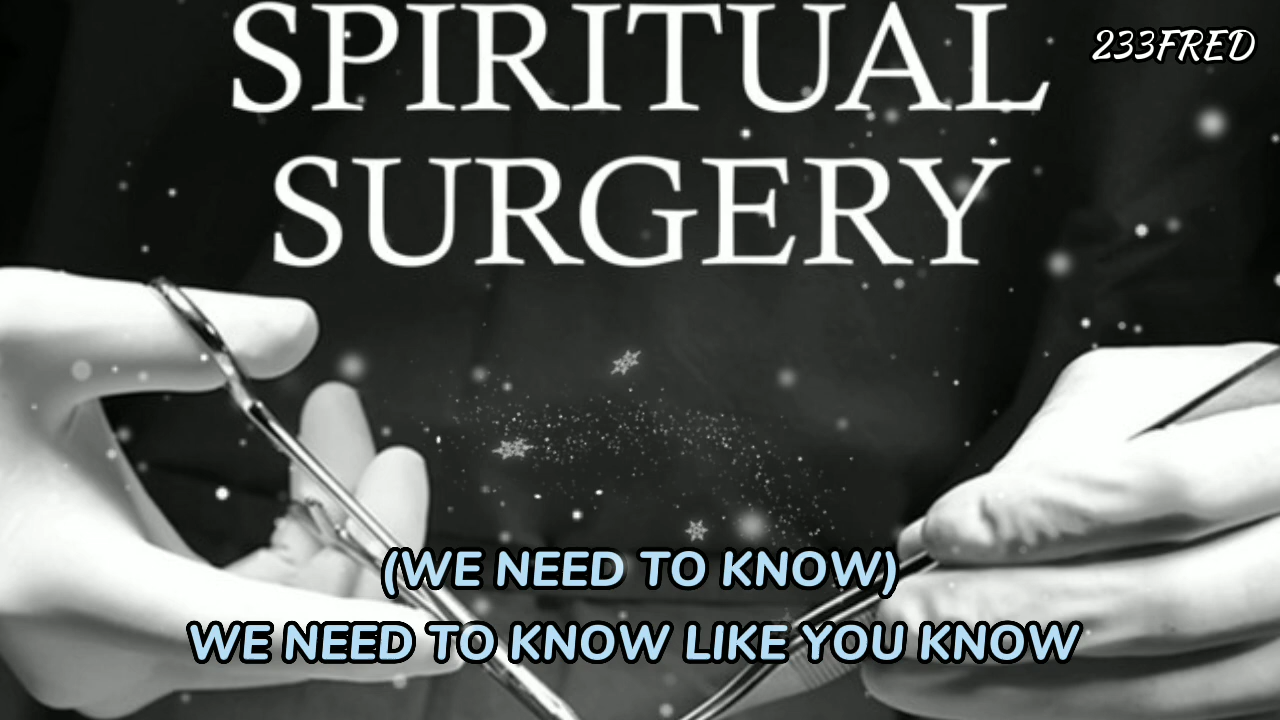 SPIRITUAL
233FRED
SURGERY
(WE NEED TO KNOW)
WE NEED TO KNOW LIKE YOU KNOW